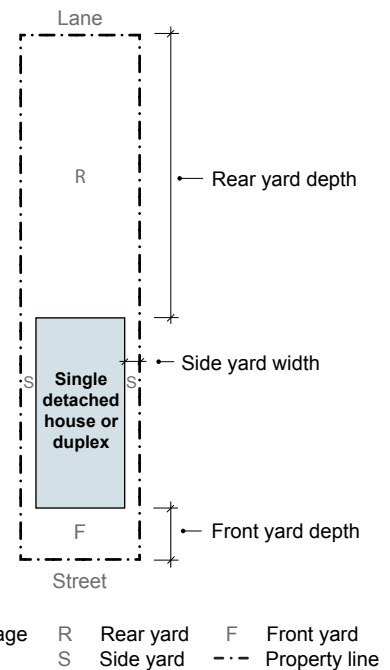 Lane
R
Rear yard depth
Side yard width
S
Single
S
detached
house or
duplex
F
Front yard depth
Street
R Rear yard F Front yard
S Side yard Property line